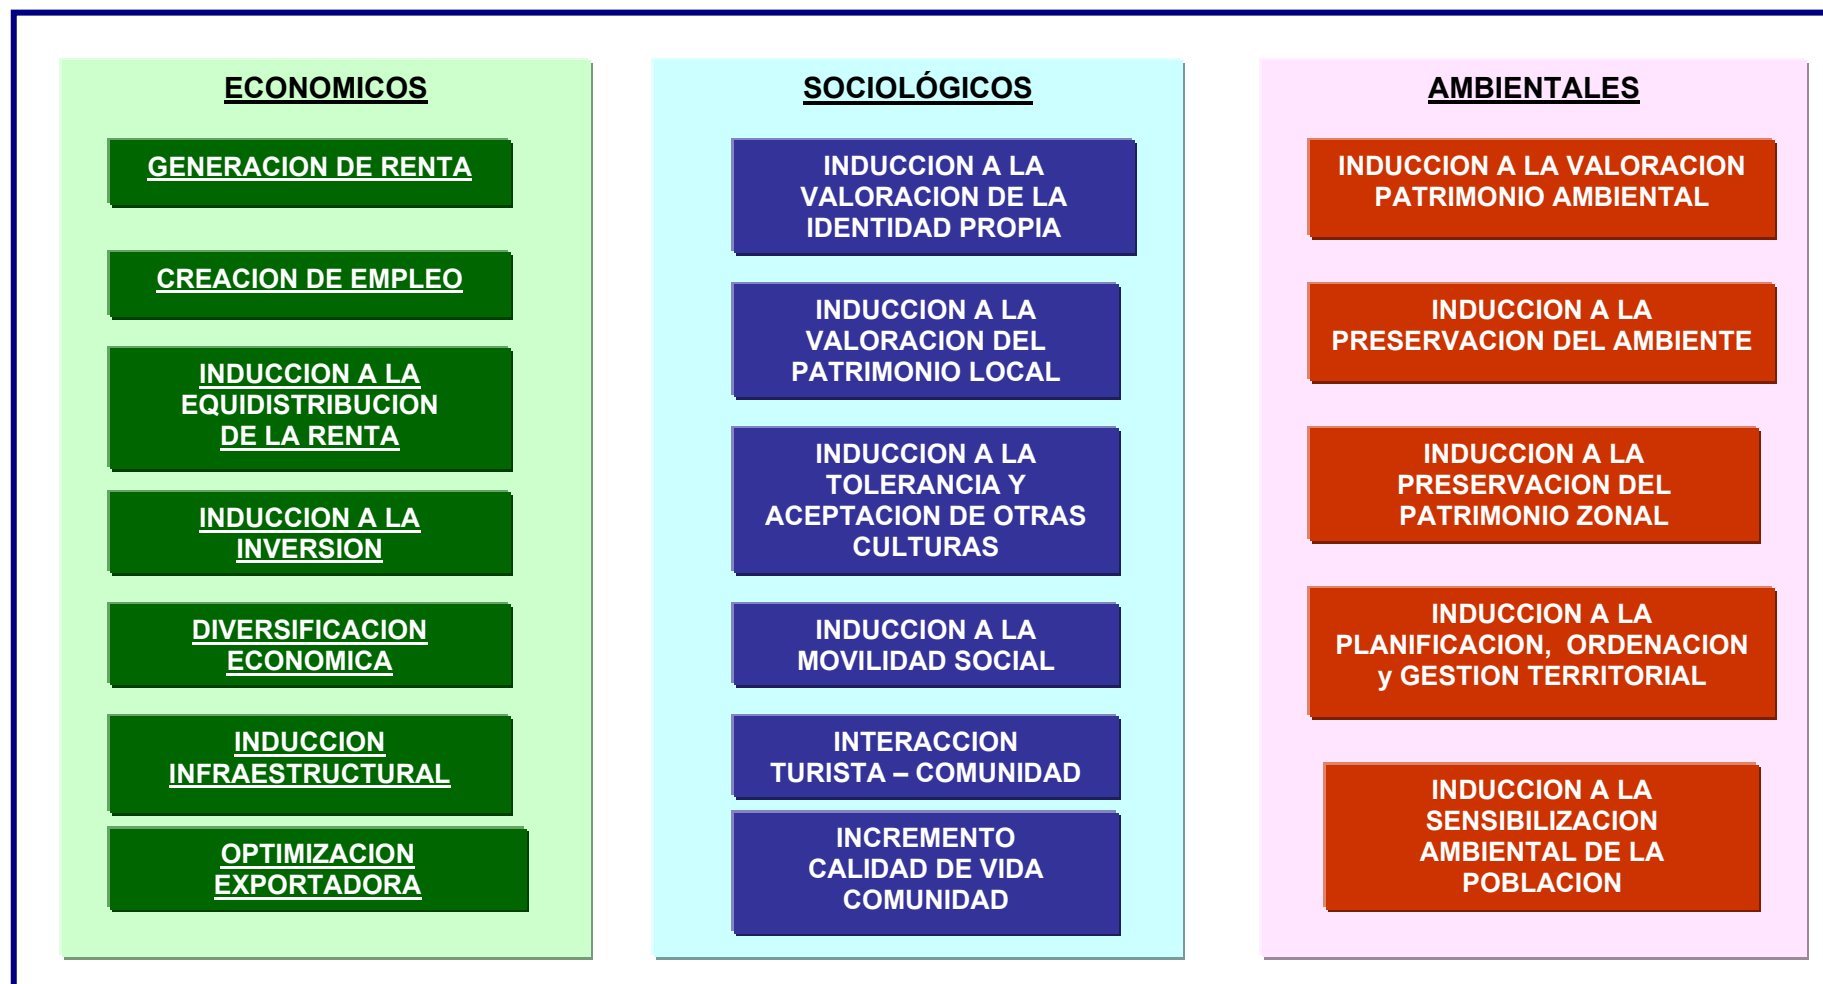 ECONOMICOS
GENERACION DE RENTA
CREACION DE EMPLEO
INDUCCION A LA
EQUIDISTRIBUCION
DE LA RENTA
INDUCCION A LA
INVERSION
DIVERSIFICACION
ECONOMICA
INDUCCION
INFRAESTRUCTURAL
OPTIMIZACION
EXPORTADORA
SOCIOLÓGICOS
INDUCCION A LA
VALORACION DE LA
IDENTIDAD PROPIA
INDUCCION A LA
VALORACION DEL
PATRIMONIO LOCAL
INDUCCION A LA
TOLERANCIA Y
ACEPTACION DE OTRAS
CULTURAS
INDUCCION A LA
MOVILIDAD SOCIAL
INTERACCION
TURISTA – COMUNIDAD
INCREMENTO
CALIDAD DE VIDA
COMUNIDAD
AMBIENTALES
INDUCCION A LA VALORACION
PATRIMONIO AMBIENTAL
INDUCCION A LA
PRESERVACION DEL AMBIENTE
INDUCCION A LA
PRESERVACION DEL
PATRIMONIO ZONAL
INDUCCION A LA
PLANIFICACION, ORDENACION
y GESTION TERRITORIAL
INDUCCION A LA
SENSIBILIZACION
AMBIENTAL DE LA
POBLACION